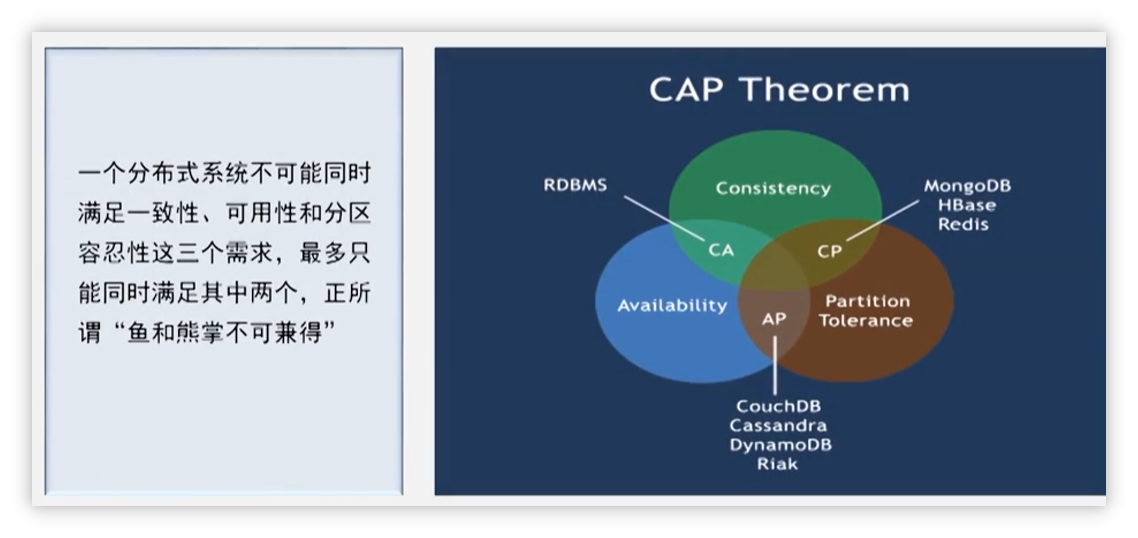 一个分布式系统不可能同时
满足一致性、可用性和分区
容忍性这三个需求，最多只
能同时满足其中两个，正所
谓“鱼和熊掌不可兼得”
CAP Theorem
RDBMS
Consistency
MongoDB
HBase
Redis
CA
CP
Availability
Partition
Tolerance
AP
CouchDB
Cassandra
DynamoDB
Riak